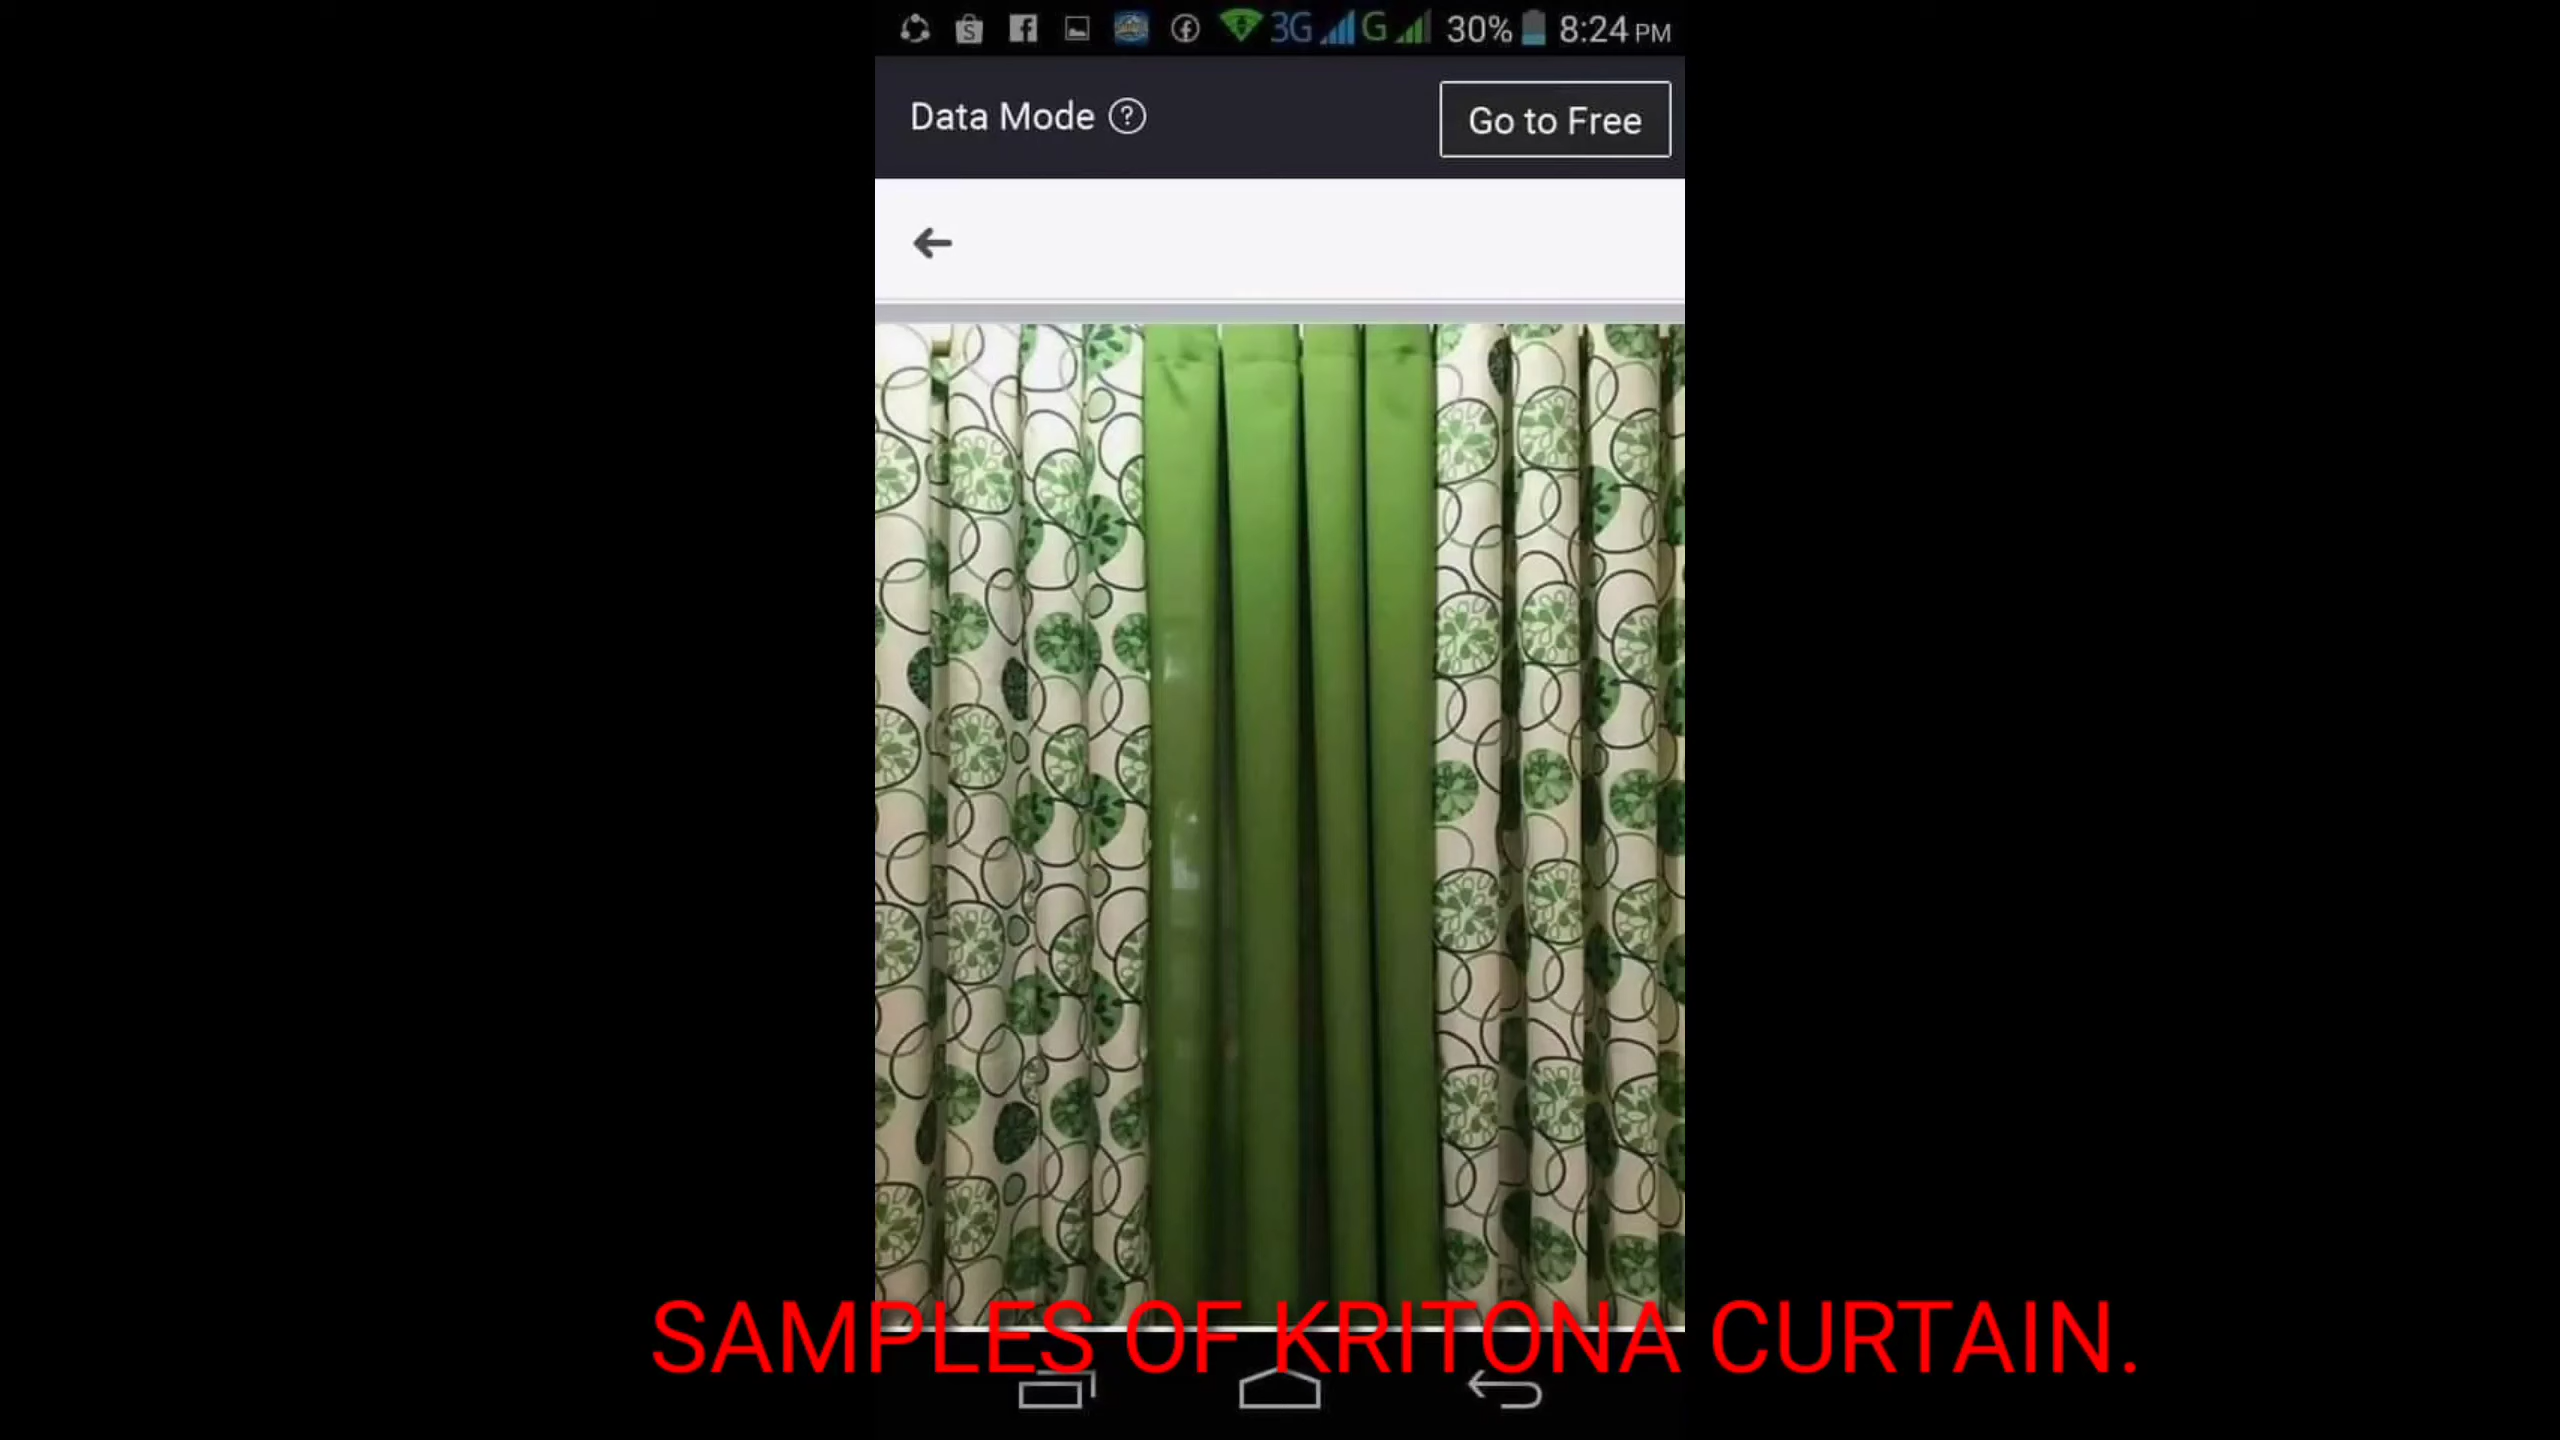 3G G 30% 8:24 PM
Data Mode ?
Go to Free
SAMPLES OF KRITONA CURTAIN.